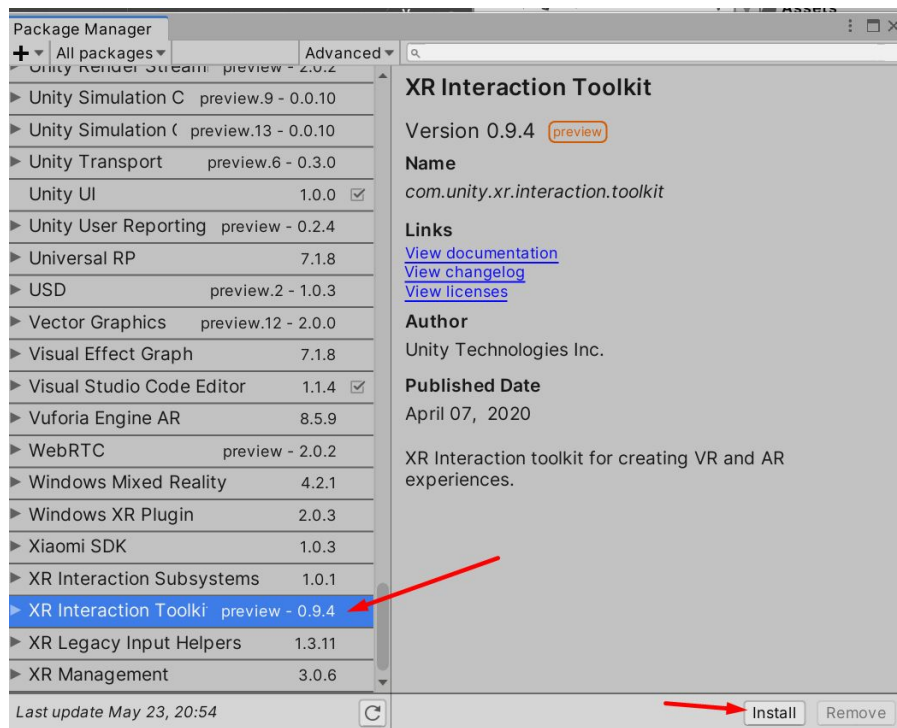 Assets
Package Manager
All packages
Advanced
Unity Render Stream preview - 2.0.2
Unity Simulation C preview.9 - 0.0.10
Unity Simulation ( preview.13 - 0.0.10
Unity Transport preview.6 - 0.3.0
Unity UI 1.0.0
Unity User Reporting preview - 0.2.4
Universal RP 7.1.8
USD preview.2 - 1.0.3
Vector Graphics preview.12 - 2.0.0
Visual Effect Graph 7.1.8
Visual Studio Code Editor 1.1.4
Vuforia Engine AR 8.5.9
WebRTC preview - 2.0.2
Windows Mixed Reality 4.2.1
Windows XR Plugin 2.0.3
Xiaomi SDK 1.0.3
XR Interaction Subsystems 1.0.1
XR Interaction Toolki preview - 0.9.4
XR Legacy Input Helpers 1.3.11
XR Management 3.0.6
Last update May 23, 20:54
XR Interaction Toolkit
Version 0.9.4 preview
Name
com.unity.xr.interaction.toolkit
Links
View documentation
View changelog
View licenses
Author
Unity Technologies Inc.
Published Date
April 07, 2020
XR Interaction toolkit for creating VR and AR
experiences.
Install Remove